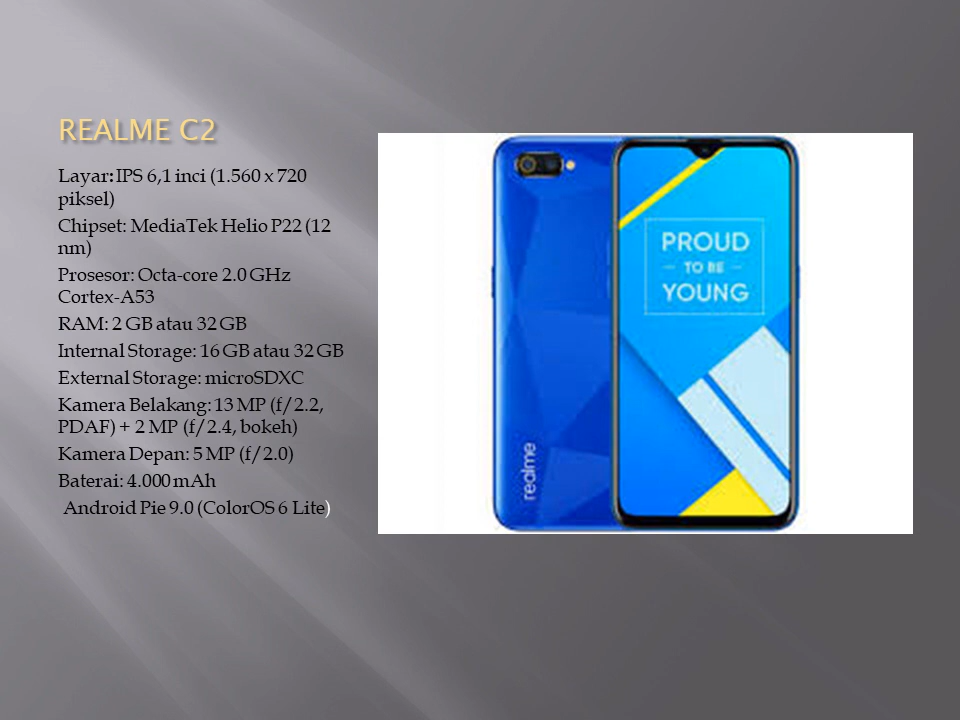 REALME C2
Layar: IPS 6,1 inci (1.560 x 720
piksel)
Chipset: MediaTek Helio P22 (12
nm)
Prosesor: Octa-core 2.0 GHz
Cortex-A53
RAM: 2 GB atau 32 GB
Internal Storage: 16 GB atau 32 GB
External Storage: microSDXC
Kamera Belakang: 13 MP (f/2.2,
PDAF) + 2 MP (f/2.4, bokeh)
Kamera Depan: 5 MP (f/2.0)
Baterai: 4.000 mAh
Android Pie 9.0 (ColorOS 6 Lite)
realme
PROUD
TO BE
YOUNG